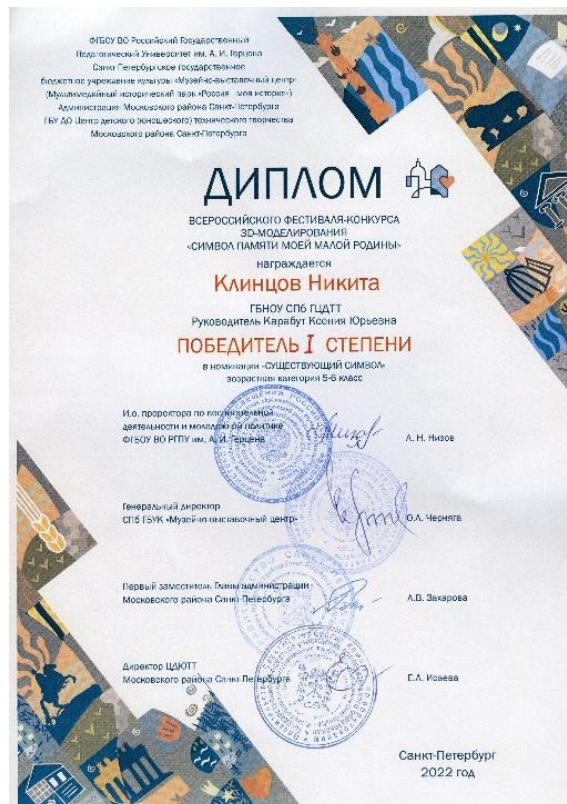 ФГБОУ ВО Российский Государственный
Педагогический Университет им. А. И. Герцена
Санкт-Петербургское государственное
бюджетное учреждение культуры «Музейно-выставочный центр»
(Мультимедийный исторический парк «Россия - моя история»)
Администрация Московского района Санкт-Петербурга
ГБУ ДО Центр детского (юношеского) технического творчества
Московского района Санкт-Петербурга
ДИПЛОМ
ВСЕРОССИЙСКОГО ФЕСТИВАЛЯ-КОНКУРСА
3D-МОДЕЛИРОВАНИЯ
«СИМВОЛ ПАМЯТИ МОЕЙ МАЛОЙ РОДИНЫ»
награждается
Клинцов Никита
ГБНОУ СПб ГЦДТТ
Руководитель Карабут Ксения Юрьевна
ПОБЕДИТЕЛЬ I СТЕПЕНИ
в номинации «СУЩЕСТВУЮЩИЙ СИМВОЛ»
возрастная категория 5-6 класс
И.о. проректора по воспитательной
деятельности и молодежной политике
ФГБОУ ВО РГПУ им. А. И. Герцена
А. Н. Низов
Генеральный директор
СПб ГБУК «Музейно-выставочный центр»
О.А. Черняга
Первый заместитель Главы администрации
Московского района Санкт-Петербурга
А.В. Захарова
Директор ЦДЮТТ
Московского района Санкт-Петербурга
Е.Л. Исаева
Санкт-Петербург
2022 год